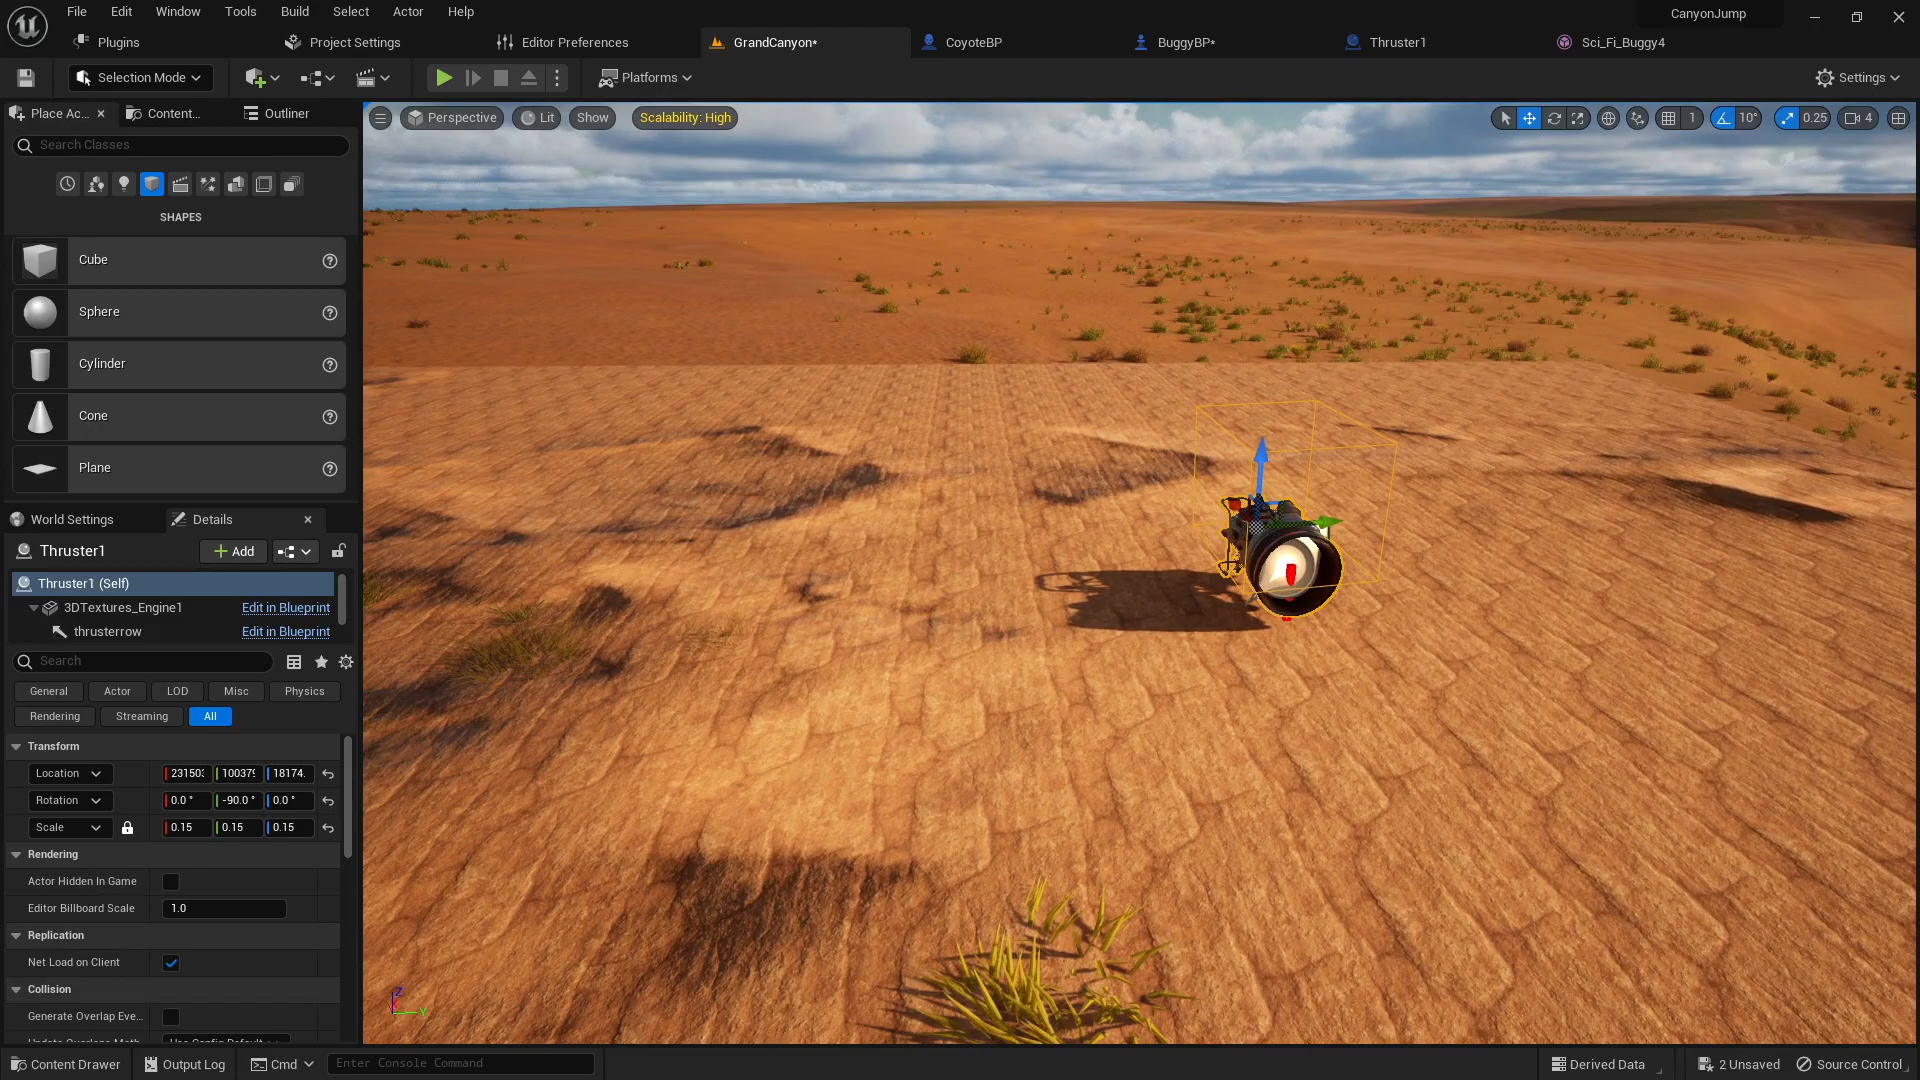 File Edit Window Tools Build Select Actor Help
CanyonJump
Plugins
Project Settings
Editor Preferences
GrandCanyon*
CoyoteBP
BuggyBP*
Thruster1
Sci_Fi_Buggy4
Selection Mode
Platforms
Settings
Place Ac...
Content...
Outliner
Perspective
Lit
Show
Scalability: High
1
10°
0.25
4
Search Classes
SHAPES
Cube
Sphere
Cylinder
Cone
Plane
World Settings
Details
Thruster1
Add
Thruster1 (Self)
3DTextures_Engine1 Edit in Blueprint
thrusterrow Edit in Blueprint
Search
General Actor LOD Misc Physics
Rendering Streaming All
Transform
Location 23150 10037 18174.
Rotation 0.0 ° -90.0 ° 0.0 °
Scale 0.15 0.15 0.15
Rendering
Actor Hidden In Game
Editor Billboard Scale 1.0
Replication
Net Load on Client
Collision
Generate Overlap Eve...
Z
Y
Content Drawer
Output Log
Cmd
Enter Console Command
Derived Data
2 Unsaved
Source Control